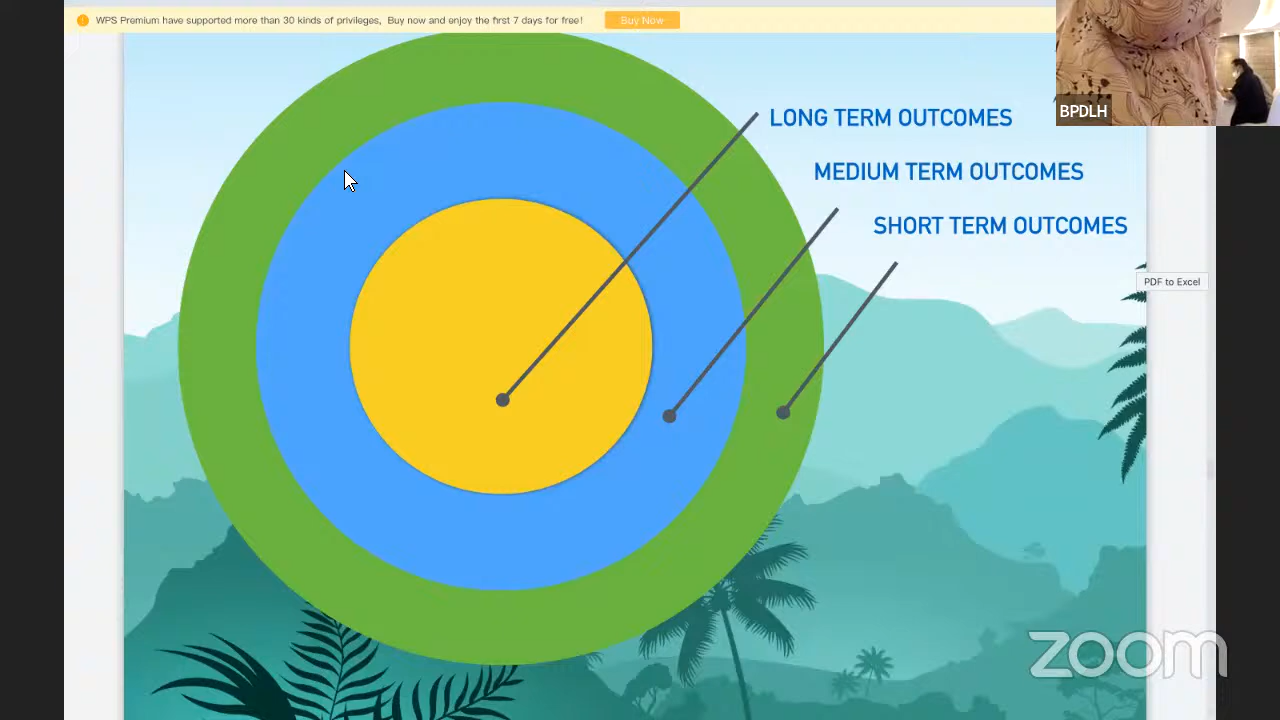 WPS Premium have supported more than 30 kinds of privileges, Buy now and enjoy the first 7 days for free!
Buy Now
BPDLH
LONG TERM OUTCOMES
MEDIUM TERM OUTCOMES
SHORT TERM OUTCOMES
PDF to Excel
zoom